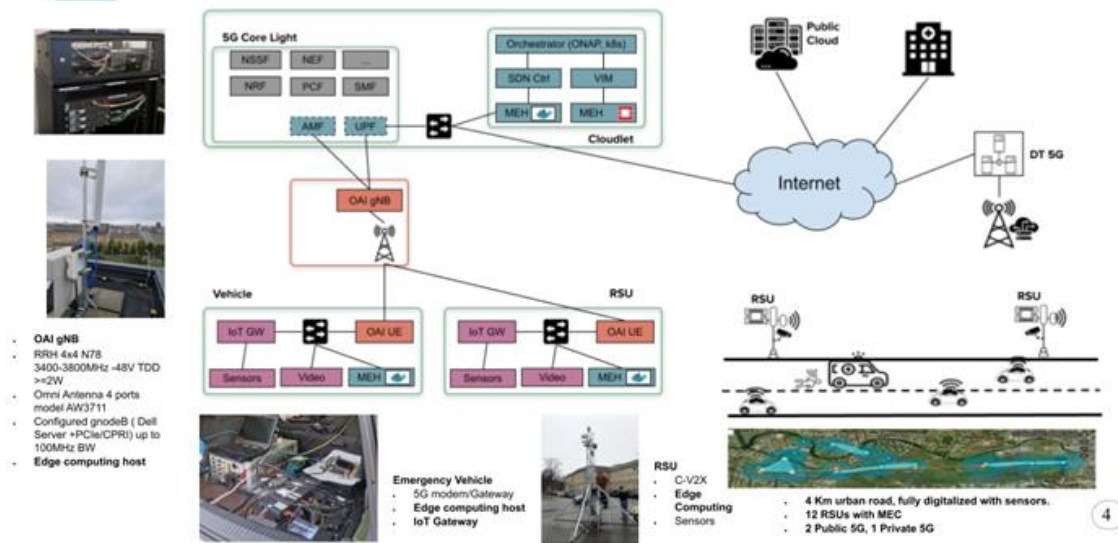 5G Core Light
NSSF
NEF
...
NRF
PCF
SMF
AMF
UPF
Orchestrator (ONAP, k8s)
SDN Ctrl
VIM
MEH
MEH
Cloudlet
Public
Cloud
Internet
DT 5G
OAI gNB
Vehicle
IoT GW
OAI UE
Sensors
Video
MEH
RSU
IoT GW
OAI UE
Sensors
Video
MEH
RSU
RSU
. OAI gNB
. RRH 4x4 N78
3400-3800MHz -48V TDD
>=2W
. Omni Antenna 4 ports
model AW3711
. Configured gnodeB ( Dell
Server +PCIe/CPRI) up to
100MHz BW
. Edge computing host
Emergency Vehicle
. 5G modem/Gateway
. Edge computing host
. IoT Gateway
RSU
. C-V2X
. Edge
Computing
. Sensors
. 4 Km urban road, fully digitalized with sensors.
. 12 RSUs with MEC
. 2 Public 5G, 1 Private 5G
4